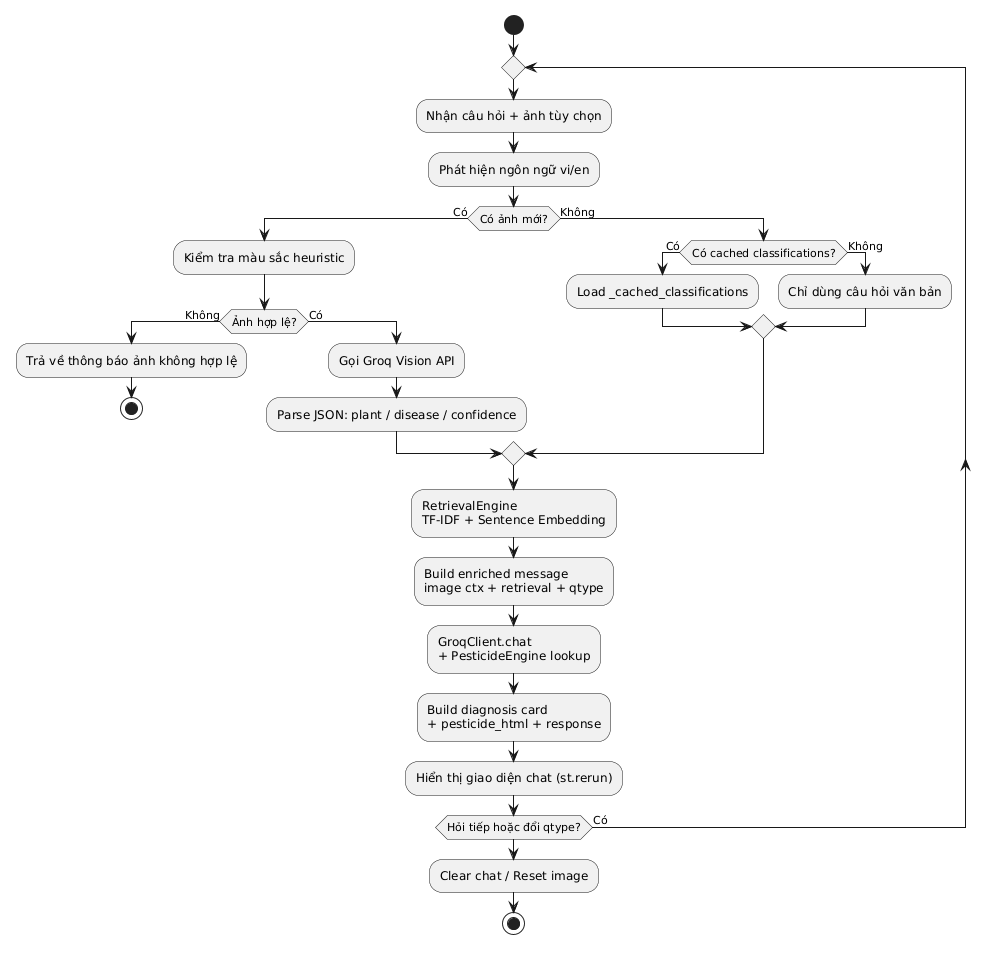 Nhận câu hỏi + ảnh tùy chọn
Phát hiện ngôn ngữ vi/en
Có
Có ảnh mới?
Không
Kiểm tra màu sắc heuristic
Có
Có cached classifications?
Không
Load _cached_classifications
Chỉ dùng câu hỏi văn bản
Không
Ảnh hợp lệ?
Có
Trả về thông báo ảnh không hợp lệ
Gọi Groq Vision API
Parse JSON: plant / disease / confidence
RetrievalEngine
TF-IDF + Sentence Embedding
Build enriched message
image ctx + retrieval + qtype
GroqClient.chat
+ PesticideEngine lookup
Build diagnosis card
+ pesticide_html + response
Hiển thị giao diện chat (st.rerun)
Hỏi tiếp hoặc đổi qtype?
Có
Clear chat / Reset image